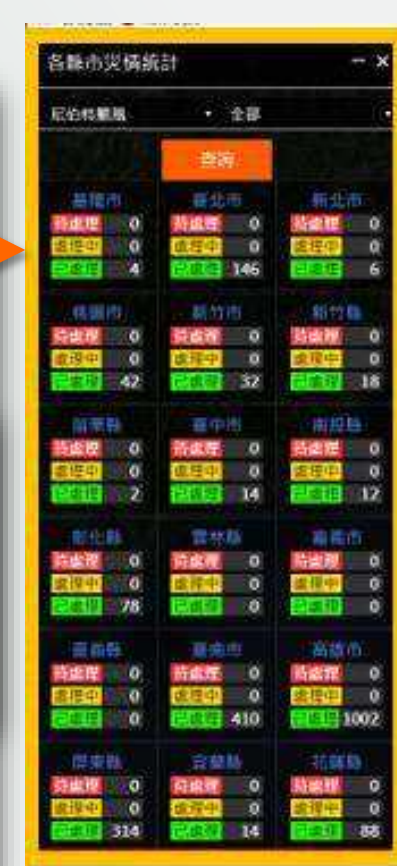 各縣市災情統計 － ×
尼伯特颱風 全部
查詢
基隆市 臺北市 新北市
待處理 0 待處理 0 待處理 0
處理中 0 處理中 0 處理中 0
已處理 4 已處理 146 已處理 6
桃園市 新竹市 新竹縣
待處理 0 待處理 0 待處理 0
處理中 0 處理中 0 處理中 0
已處理 42 已處理 32 已處理 18
苗栗縣 臺中市 南投縣
待處理 0 待處理 0 待處理 0
處理中 0 處理中 0 處理中 0
已處理 2 已處理 14 已處理 12
彰化縣 雲林縣 嘉義市
待處理 0 待處理 0 待處理 0
處理中 0 處理中 0 處理中 0
已處理 78 已處理 0 已處理 0
嘉義縣 臺南市 高雄市
待處理 0 待處理 0 待處理 0
處理中 0 處理中 0 處理中 0
已處理 0 已處理 410 已處理 1002
屏東縣 宜蘭縣 花蓮縣
待處理 0 待處理 0 待處理 0
處理中 0 處理中 0 處理中 0
已處理 314 已處理 14 已處理 88